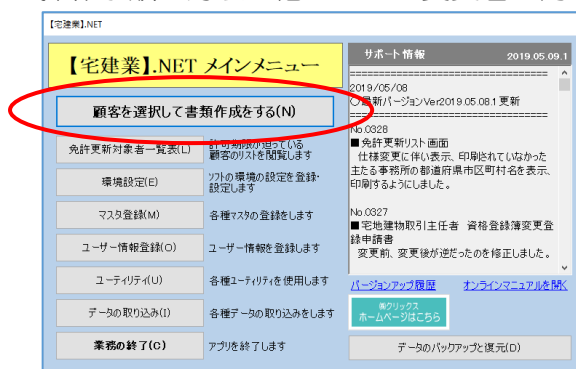 【宅建業】.NET
【宅建業】.NET メインメニュー
顧客を選択して書類作成をする(N)
免許更新対象者一覧表(L)
許可期限が迫っている
顧客のリストを閲覧します
環境設定(E)
ソフトの環境の設定を登録・
設定します
マスタ登録(M)
各種マスタの登録をします
ユーザー情報登録(O)
ユーザー情報を登録します
ユーティリティ(U)
各種ユーティリティを使用します
データの取り込み(I)
各種データの取り込みをします
業務の終了(C)
アプリを終了します
サポート情報
2019.05.09.1
==================================
2019/05/08
〇最新バージョンVer2019.05.08.1 更新
==================================
No.0328
■免許更新リスト画面
仕様変更に伴い表示、印刷されていなかった
主たる事務所の都道府県市区町村名を表示、
印刷するようにしました。
No.0327
■宅地建物取引主任者 資格登録簿変更登
録申請書
変更前、変更後が逆だったのを修正しました。
バージョンアップ履歴
オンラインマニュアルを開く
㈱クリックス
ホームページはこちら
データのバックアップと復元(D)